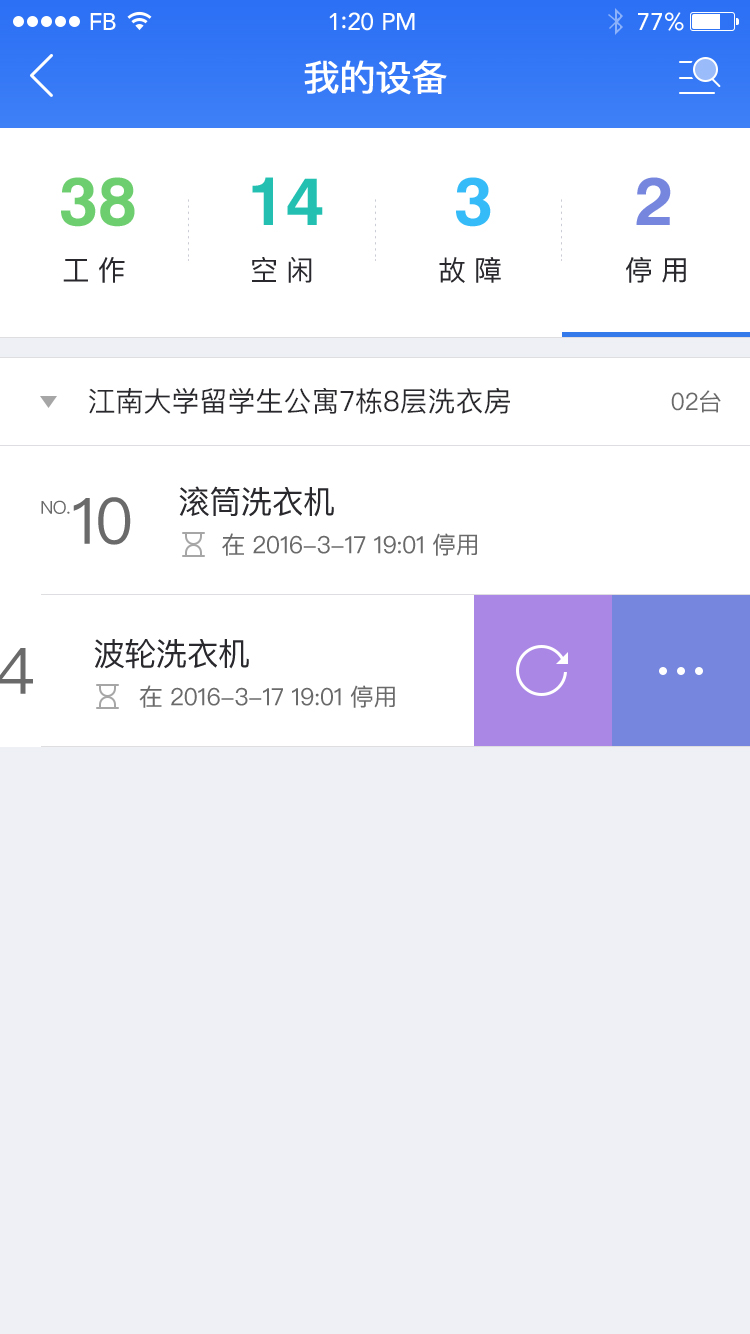 FB 1:20 PM 77%
我的设备
38 14 3 2
工作 空闲 故障 停用
江南大学留学生公寓7栋8层洗衣房 02台
NO.10 滚筒洗衣机
在 2016-3-17 19:01 停用
4 波轮洗衣机
在 2016-3-17 19:01 停用